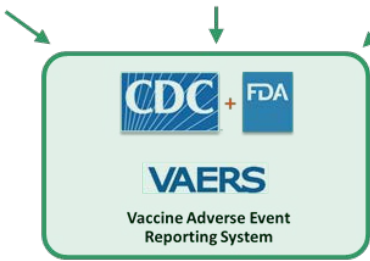 CDC + FDA
VAERS
Vaccine Adverse Event
Reporting System